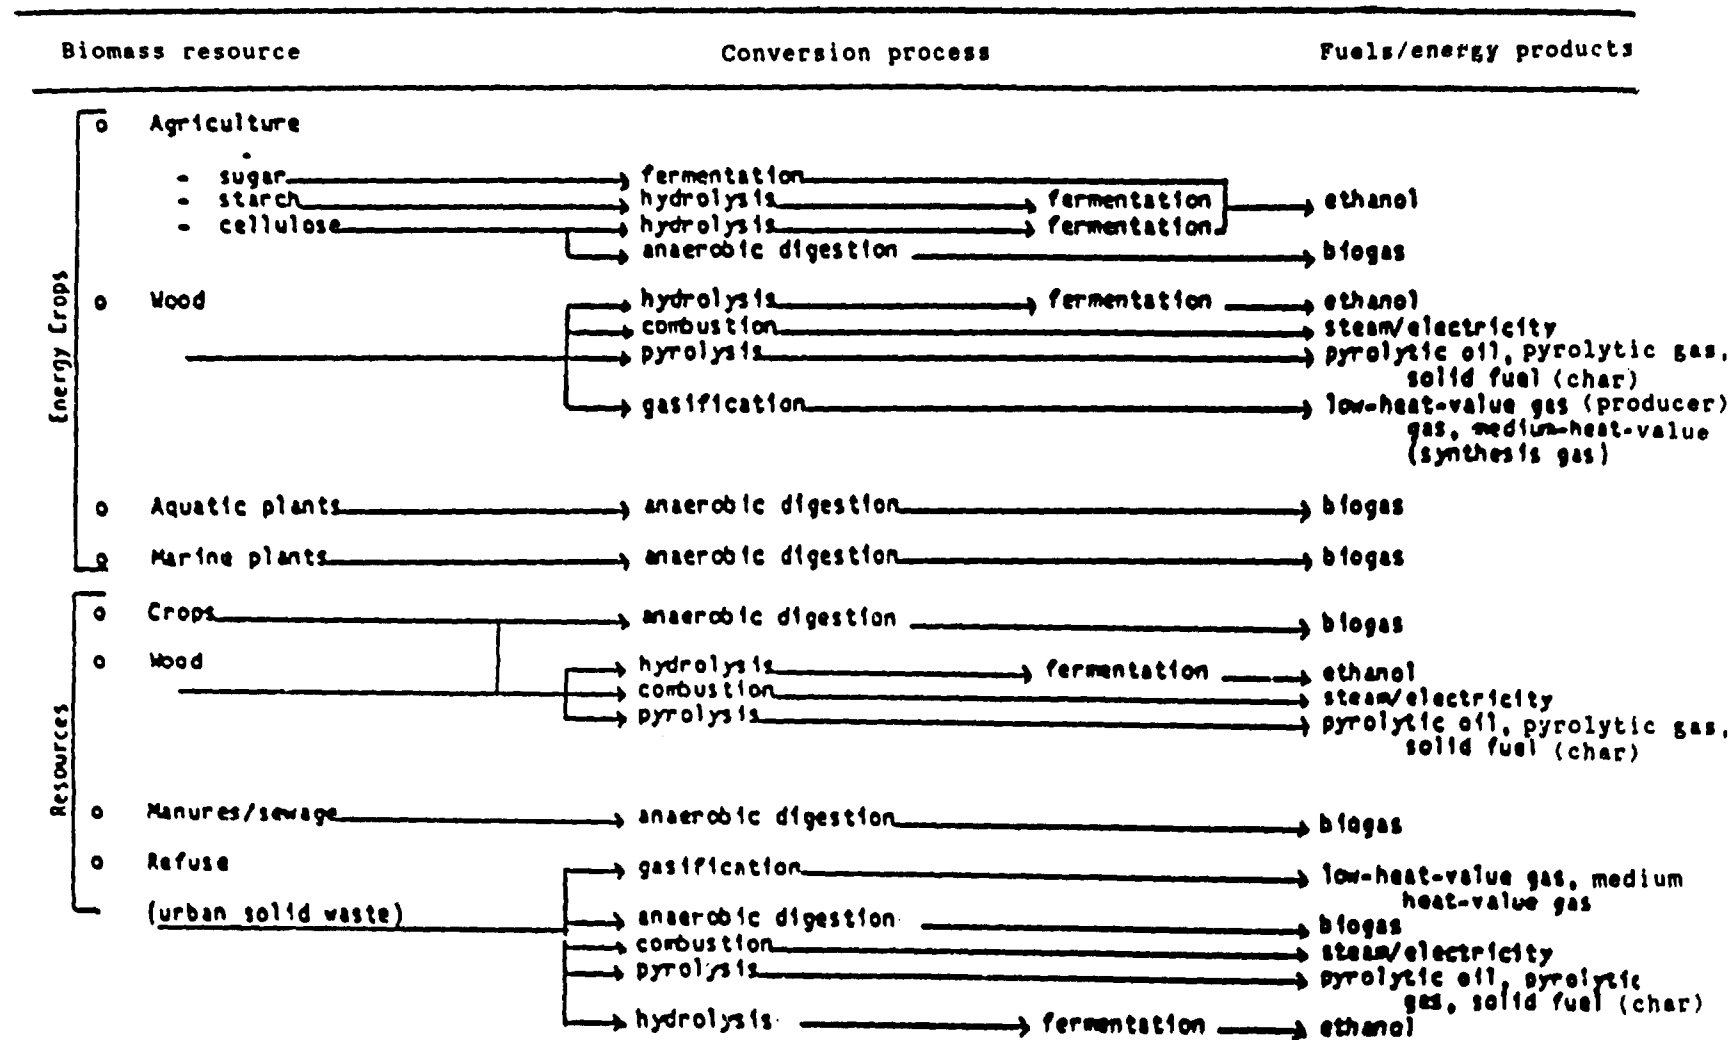 Biomass resource Conversion process Fuels/energy products
Energy Crops
o Agriculture
- sugar fermentation
- starch hydrolysis fermentation ethanol
- cellulose hydrolysis fermentation
anaerobic digestion biogas
o Wood hydrolysis fermentation ethanol
combustion steam/electricity
pyrolysis pyrolytic oil, pyrolytic gas,
solid fuel (char)
gasification low-heat-value gas (producer)
gas, medium-heat-value
(synthesis gas)
o Aquatic plants anaerobic digestion biogas
o Marine plants anaerobic digestion biogas
Resources
o Crops anaerobic digestion biogas
o Wood hydrolysis fermentation ethanol
combustion steam/electricity
pyrolysis pyrolytic oil, pyrolytic gas,
solid fuel (char)
o Manures/sewage anaerobic digestion biogas
o Refuse gasification low-heat-value gas, medium
heat-value gas
(urban solid waste) anaerobic digestion biogas
combustion steam/electricity
pyrolysis pyrolytic oil, pyrolytic
gas, solid fuel (char)
hydrolysis fermentation ethanol